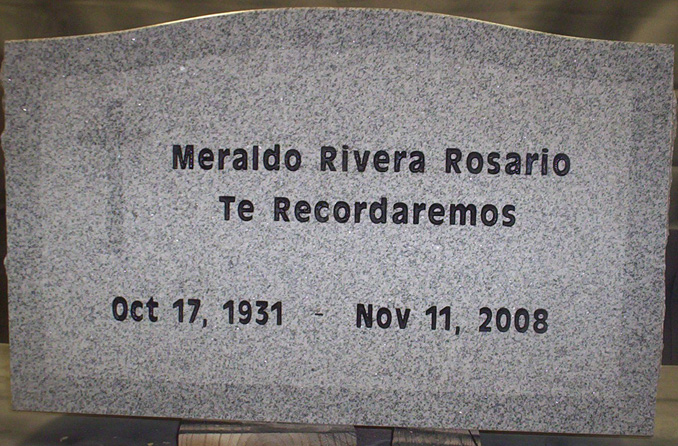 Meraldo Rivera Rosario
Te Recordaremos
Oct 17, 1931 - Nov 11, 2008